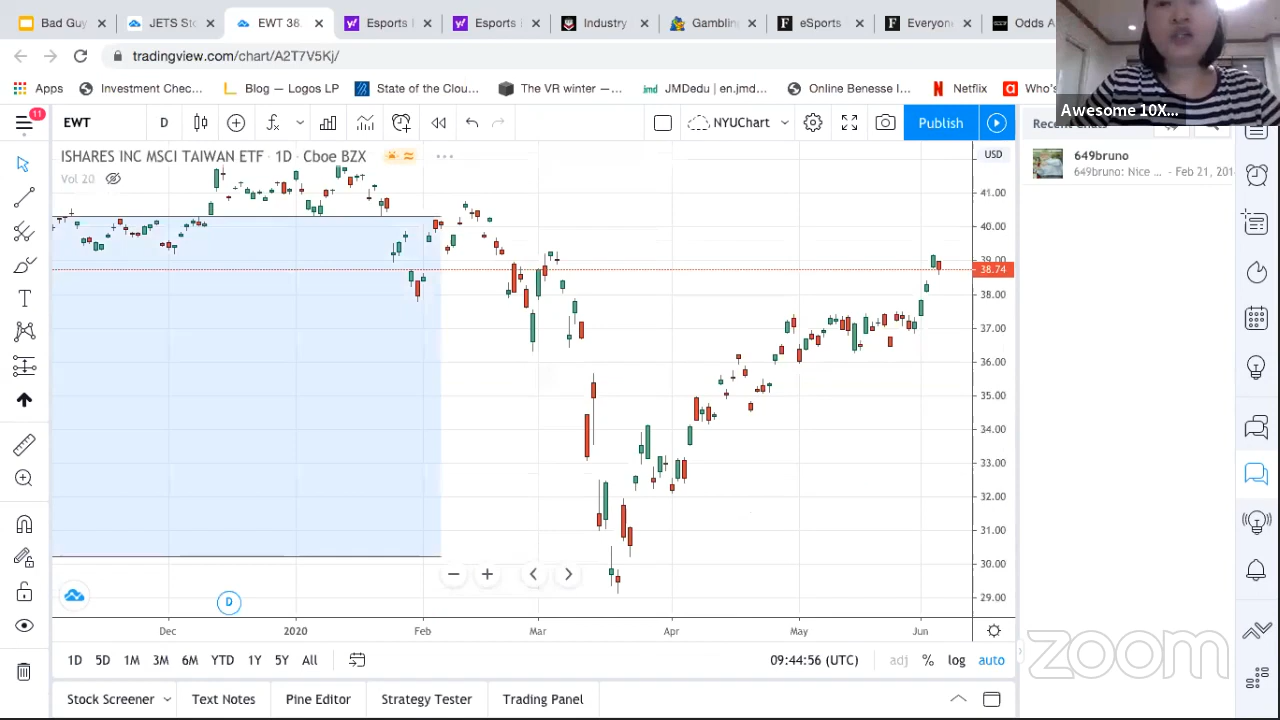 Bad Guy
JETS Sto
EWT 38.
Esports
Esports
Industry
Gambling
eSports
Everyone
Odds A
tradingview.com/chart/A2T7V5Kj/
Apps
Investment Chec...
Blog – Logos LP
State of the Clou...
The VR winter –...
JMDedu | en.jmd...
Online Benesse I...
Netflix
Who's
Awesome 10X...
11
EWT
D
NYUChart
Publish
Recent Chats
ISHARES INC MSCI TAIWAN ETF · 1D · Cboe BZX
Vol 20
USD
649bruno
649bruno: Nice ... - Feb 21, 201
41.00
40.00
39.00
38.74
38.00
37.00
36.00
35.00
34.00
33.00
32.00
31.00
30.00
29.00
D
Dec
2020
Feb
Mar
Apr
May
Jun
1D
5D
1M
3M
6M
YTD
1Y
5Y
All
09:44:56 (UTC)
adj
%
log
auto
zoom
Stock Screener
Text Notes
Pine Editor
Strategy Tester
Trading Panel